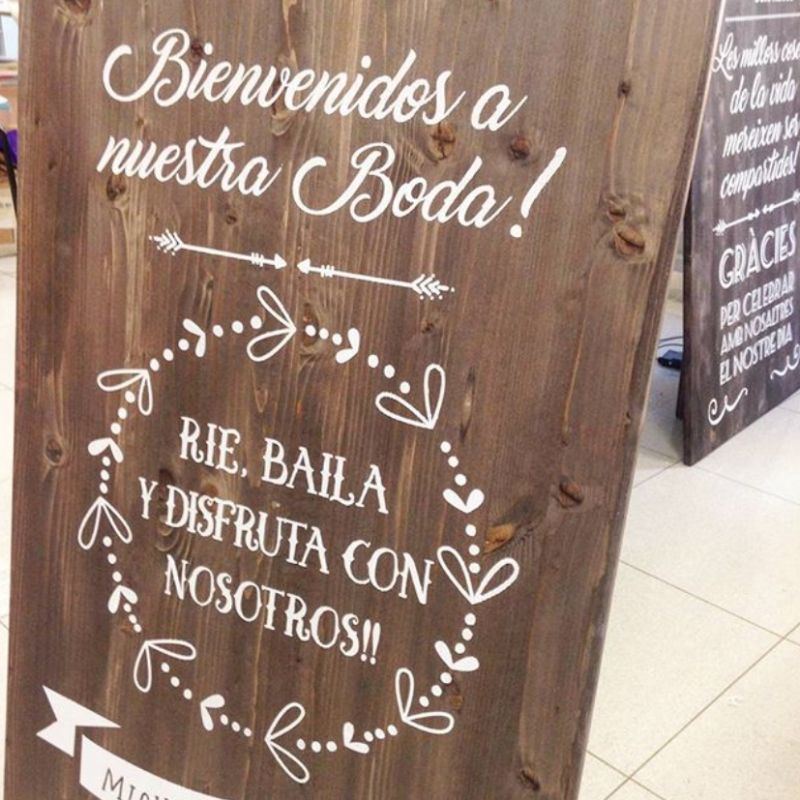 Bienvenidos a
nuestra Boda!
RIE, BAILA
Y DISFRUTA CON
NOSOTROS!!
Les millors cose
de la vida
mereixen ser
compartides!
GRÀCIES
PER CELEBRAR
AMB NOSALTRES
EL NOSTRE DIA